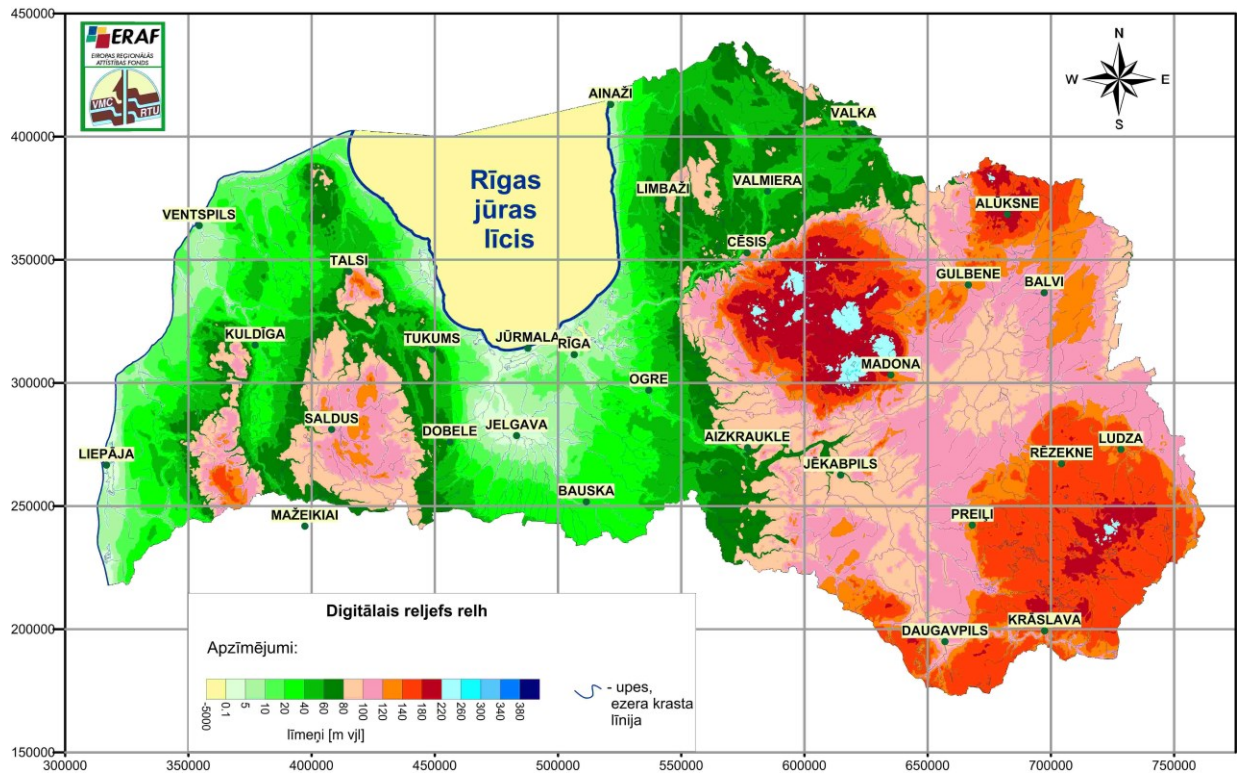 ERAF
EIROPAS REĢIONĀLĀS
ATTĪSTĪBAS FONDS
VMC
RTU
N
W
E
S
450000
400000
350000
300000
250000
200000
150000
300000
350000
400000
450000
500000
550000
600000
650000
700000
750000
AINAŽI
VALKA
Rīgas
jūras
līcis
LIMBAŽI
VALMIERA
ALŪKSNE
VENTSPILS
CĒSIS
TALSI
GULBENE
BALVI
KULDĪGA
TUKUMS
JŪRMALA
RĪGA
MADONA
OGRE
SALDUS
DOBELE
JELGAVA
AIZKRAUKLE
LUDZA
RĒZEKNE
LIEPĀJA
JĒKABPILS
BAUSKA
MAŽEIKIAI
PREIĻI
KRĀSLAVA
DAUGAVPILS
Digitālais reljefs relh
Apzīmējumi:
-5000
0.1
5
10
20
40
60
80
100
120
140
180
220
260
300
340
380
līmeņi [m vjl]
- upes,
ezera krasta
līnija